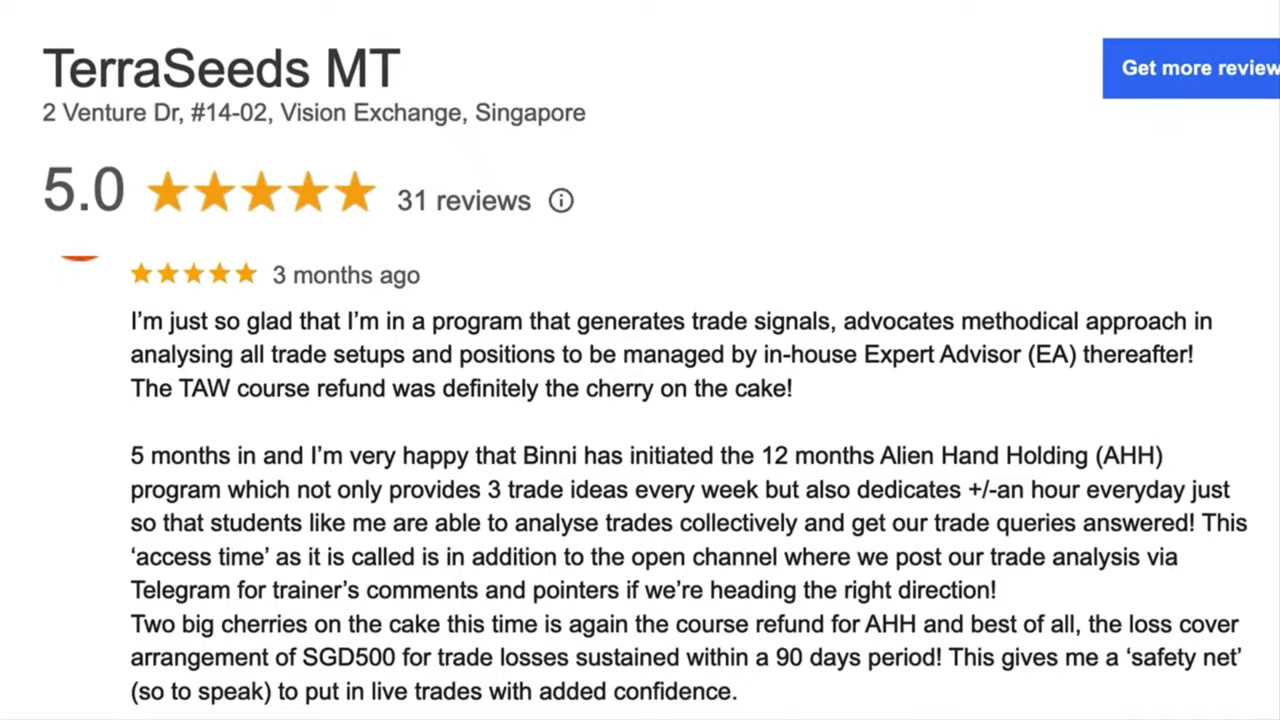 TerraSeeds MT
2 Venture Dr, #14-02, Vision Exchange, Singapore
Get more review
5.0
31 reviews
3 months ago
I’m just so glad that I’m in a program that generates trade signals, advocates methodical approach in
analysing all trade setups and positions to be managed by in-house Expert Advisor (EA) thereafter!
The TAW course refund was definitely the cherry on the cake!
5 months in and I’m very happy that Binni has initiated the 12 months Alien Hand Holding (AHH)
program which not only provides 3 trade ideas every week but also dedicates +/-an hour everyday just
so that students like me are able to analyse trades collectively and get our trade queries answered! This
‘access time’ as it is called is in addition to the open channel where we post our trade analysis via
Telegram for trainer’s comments and pointers if we’re heading the right direction!
Two big cherries on the cake this time is again the course refund for AHH and best of all, the loss cover
arrangement of SGD500 for trade losses sustained within a 90 days period! This gives me a ‘safety net’
(so to speak) to put in live trades with added confidence.